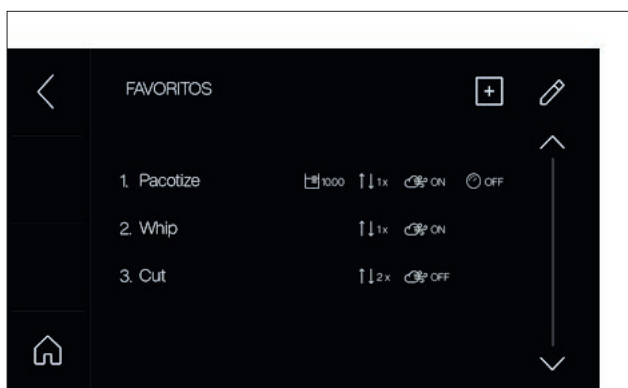 FAVORITOS
1. Pacotize 1000 1x ON OFF
2. Whip 1x ON
3. Cut 2x OFF